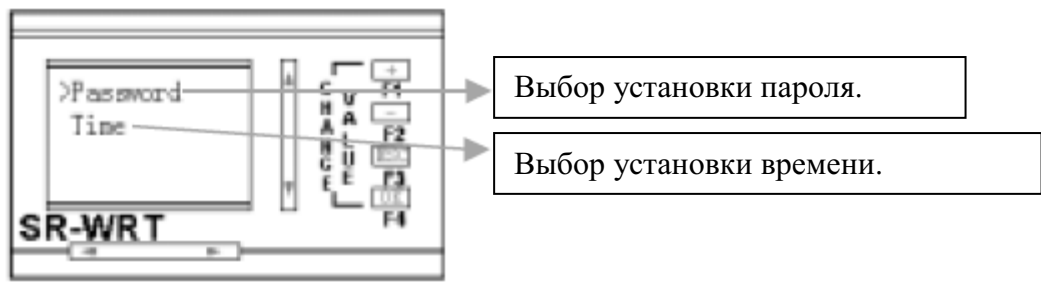 >Password
Time
CHANGE
VALUE
+
F1
-
F2
F3
F4
SR-WRT
Выбор установки пароля.
Выбор установки времени.